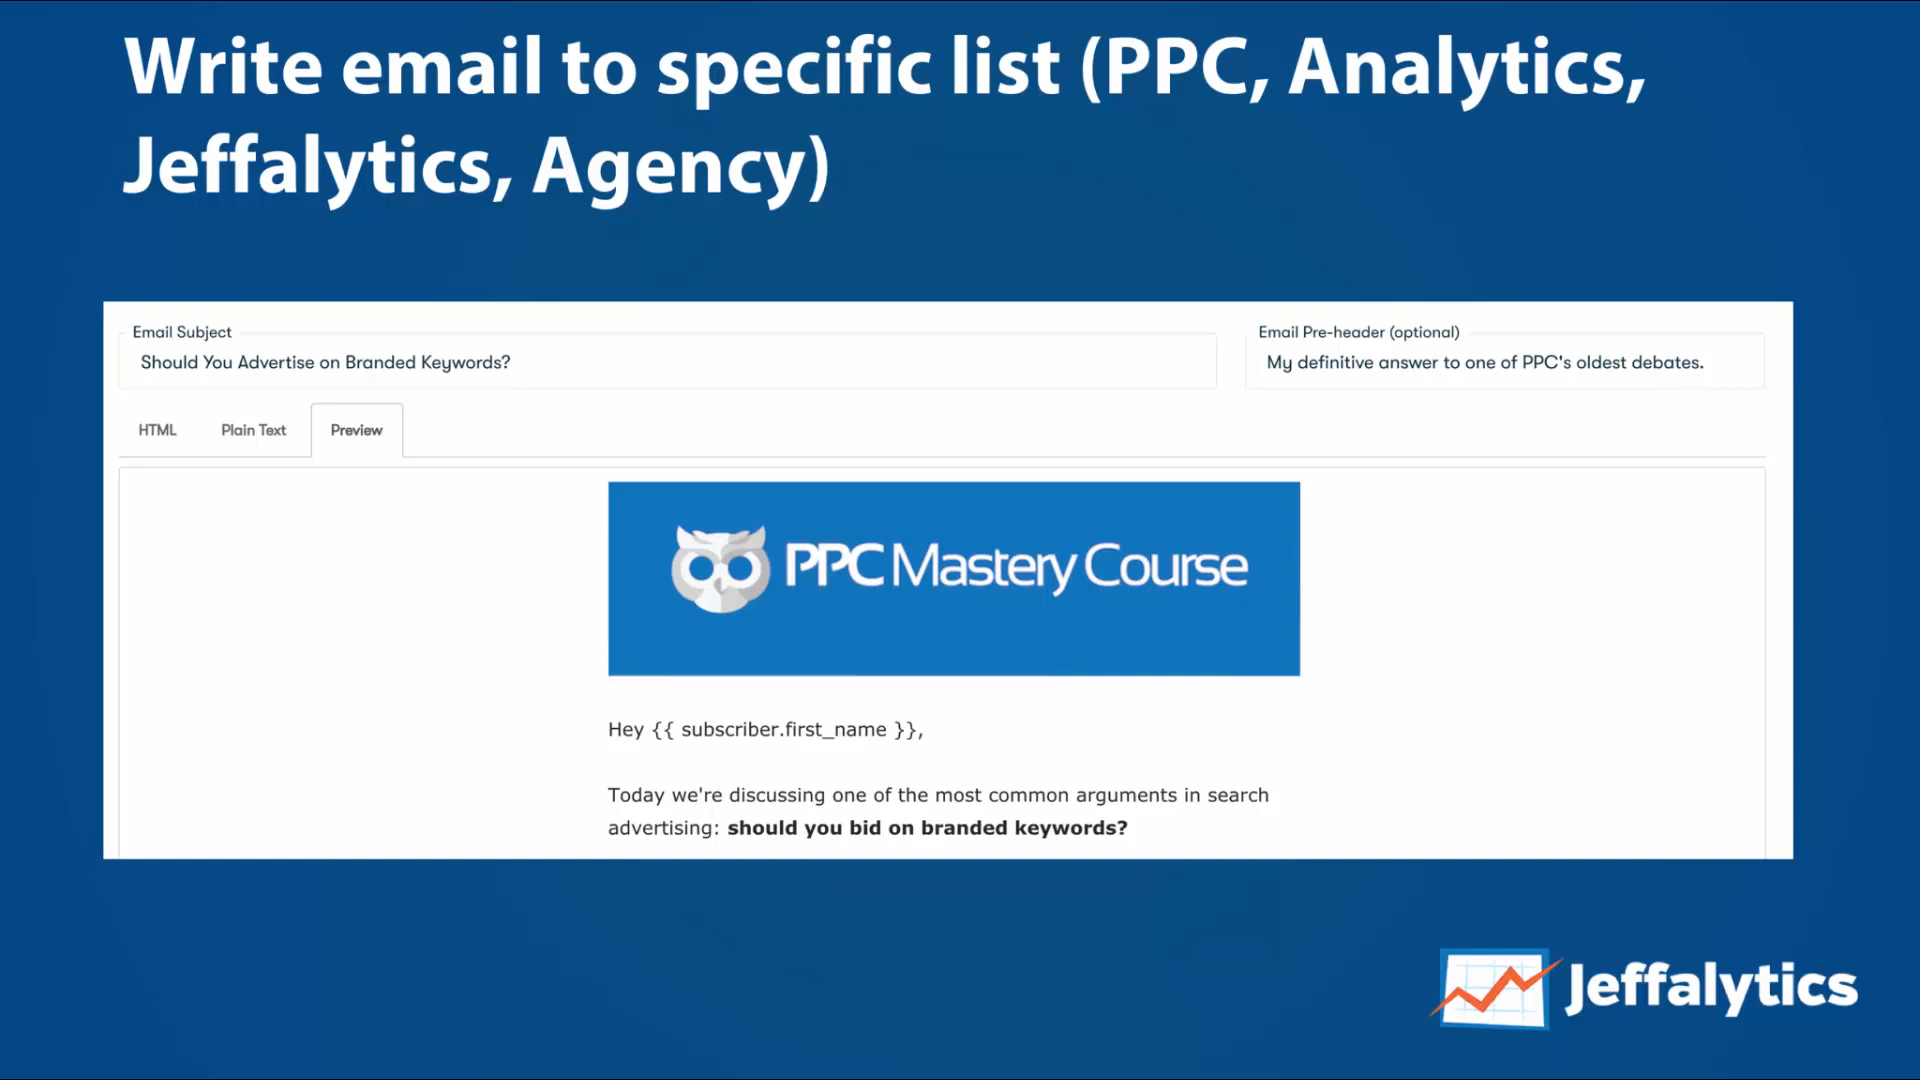 Write email to specific list (PPC, Analytics,
Jeffalytics, Agency)
Email Subject
Should You Advertise on Branded Keywords?
Email Pre-header (optional)
My definitive answer to one of PPC's oldest debates.
HTML
Plain Text
Preview
PPC Mastery Course
Hey {{ subscriber.first_name }},
Today we're discussing one of the most common arguments in search
advertising: should you bid on branded keywords?
Jeffalytics